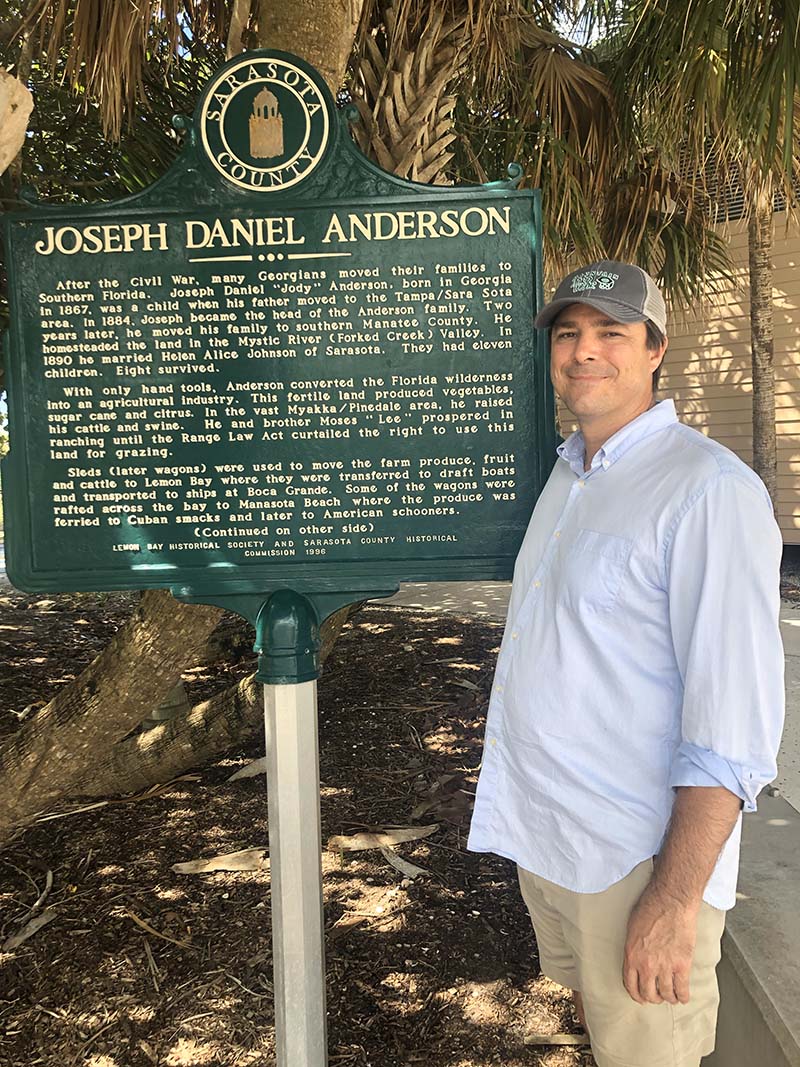 SARASOTA
COUNTY
JOSEPH DANIEL ANDERSON
After the Civil War, many Georgians moved their families to
Southern Florida. Joseph Daniel "Jody" Anderson, born in Georgia
in 1867, was a child when his father moved to the Tampa/Sara Sota
area. In 1884, Joseph became the head of the Anderson family. Two
years later, he moved his family to southern Manatee County. He
homesteaded the land in the Mystic River (Forked Creek) Valley. In
1890 he married Helen Alice Johnson of Sarasota. They had eleven
children. Eight survived.
With only hand tools, Anderson converted the Florida wilderness
into an agricultural industry. This fertile land produced vegetables,
sugar cane and citrus. In the vast Myakka/Pinedale area, he raised
his cattle and swine. He and brother Moses "Lee" prospered in
ranching until the Range Law Act curtailed the right to use this
land for grazing.
Sleds (later wagons) were used to move the farm produce, fruit
and cattle to Lemon Bay where they were transferred to draft boats
and transported to ships at Boca Grande. Some of the wagons were
rafted across the bay to Manasota Beach where the produce was
ferried to Cuban smacks and later to American schooners.
(Continued on other side)
LEMON BAY HISTORICAL SOCIETY AND SARASOTA COUNTY HISTORICAL
COMMISSION 1996